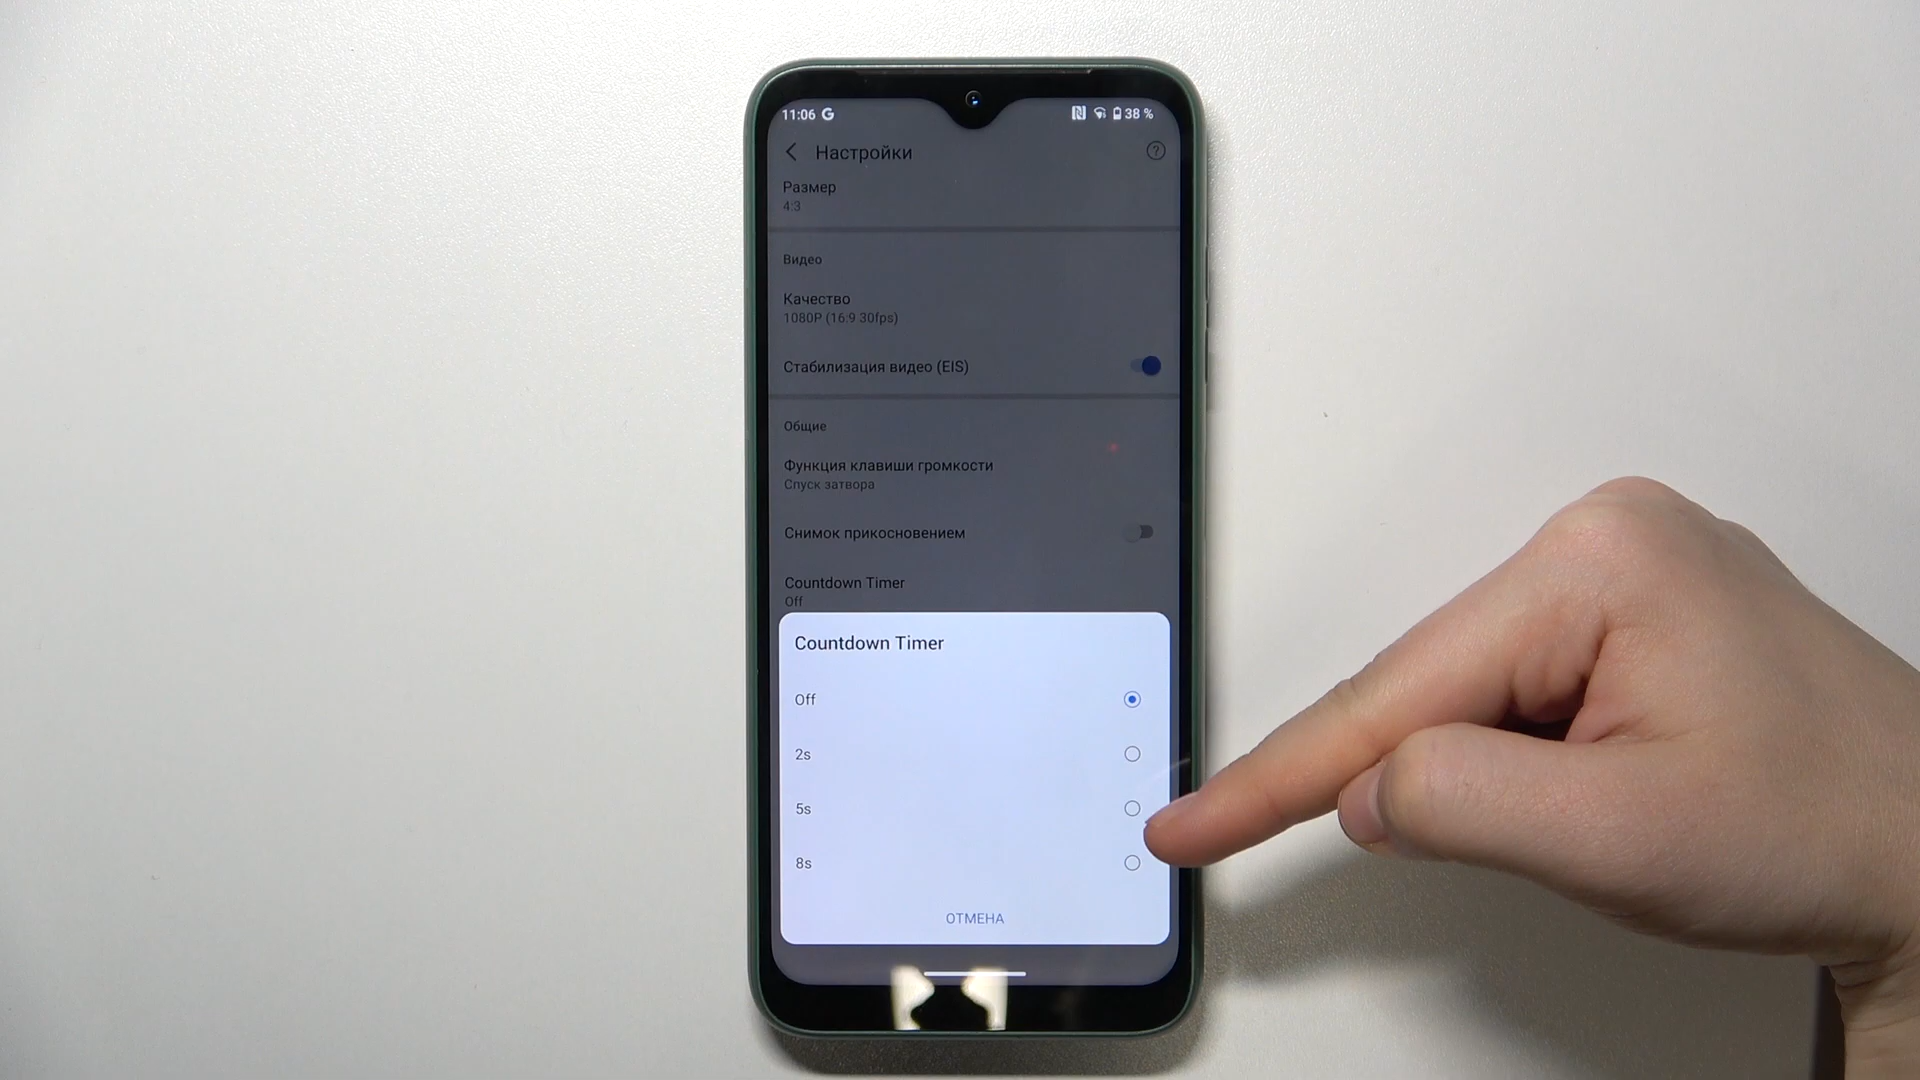 11:06 G 38 %
Настройки ?
Размер
4:3
Видео
Качество
1080P (16:9 30fps)
Стабилизация видео (EIS)
Общие
Функция клавиши громкости
Спуск затвора
Снимок прикосновением
Countdown Timer
Off
Countdown Timer
Off
2s
5s
8s
ОТМЕНА